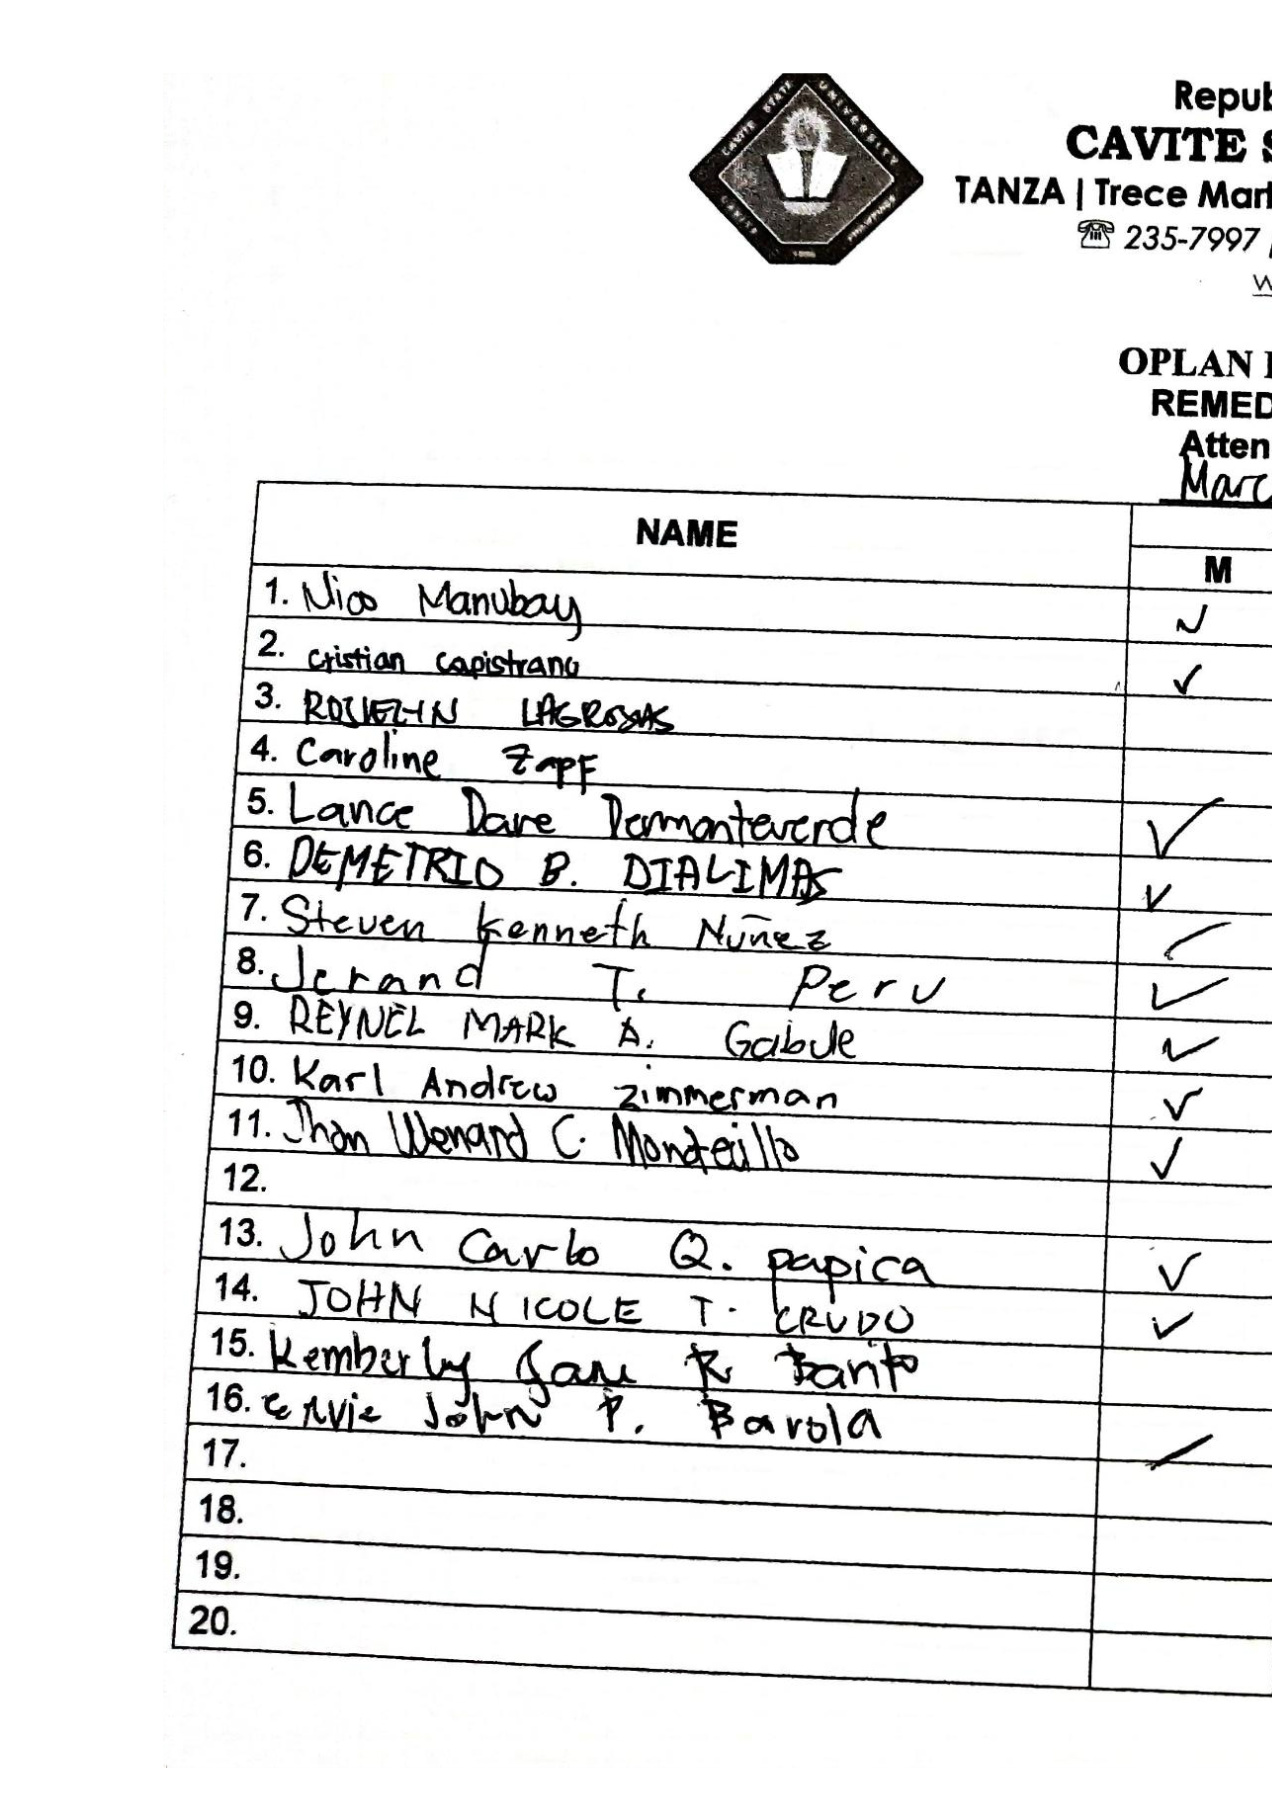 CAVITE STATE UNIVERSITY
CAVITE
PHILIPPINES
1906
Repub
CAVITE S
TANZA | Trece Mart
☎ 235-7997
W
OPLAN
REMED
Atten
Marc
NAME
M
1. Nico Manubay ✓
2. Cristian Capistrano ✓
3. LAGROSAS
4. Caroline Zapf
5. Lance Dave Demonteverde ✓
6. DEMETRIO B. DIALIMAS ✓
7. Steven Kenneth Nuñez
8. Jerand T. Peru ✓
9. REYNEL MARK A. Gabule ✓
10. Karl Andrew Zimmerman ✓
11. Jhon Wenard C. ✓
12.
13. John Carlo Q. papica ✓
14. JOHN NICOLE T. CRUDO ✓
15. Kemberly Jane R. Banto
16. Ervie John P. Barola
17.
18.
19.
20.